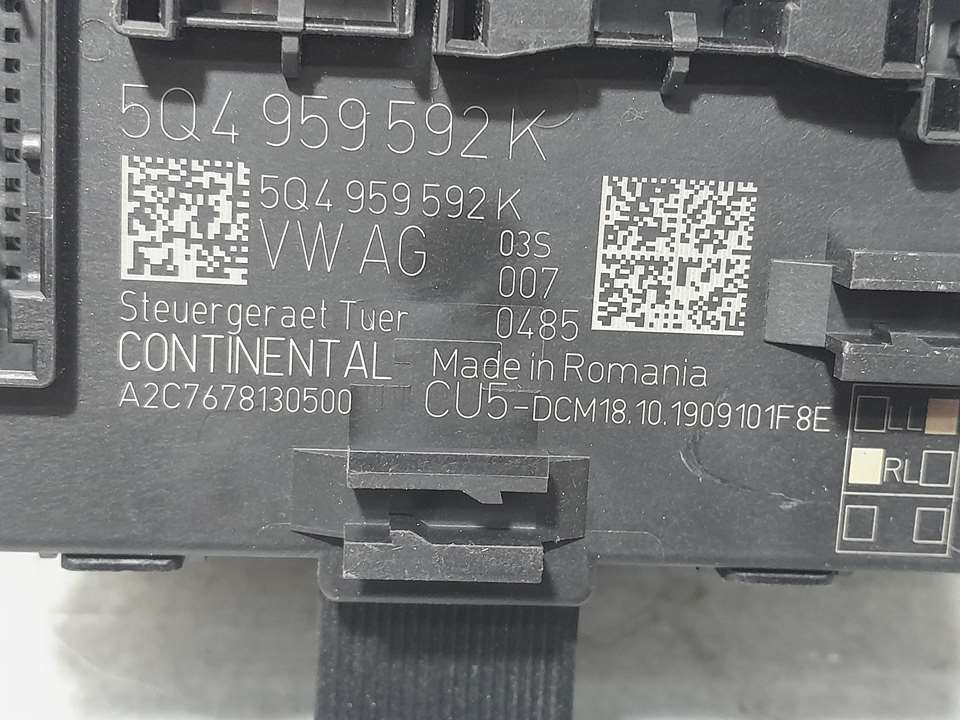 5Q4 959 592 K
5Q4 959 592 K
VW AG 03S
007
Steuergeraet Tuer 0485
CONTINENTAL Made in Romania
A2C7678130500 CU5-DCM18.10.1909101F8E
LL
RL